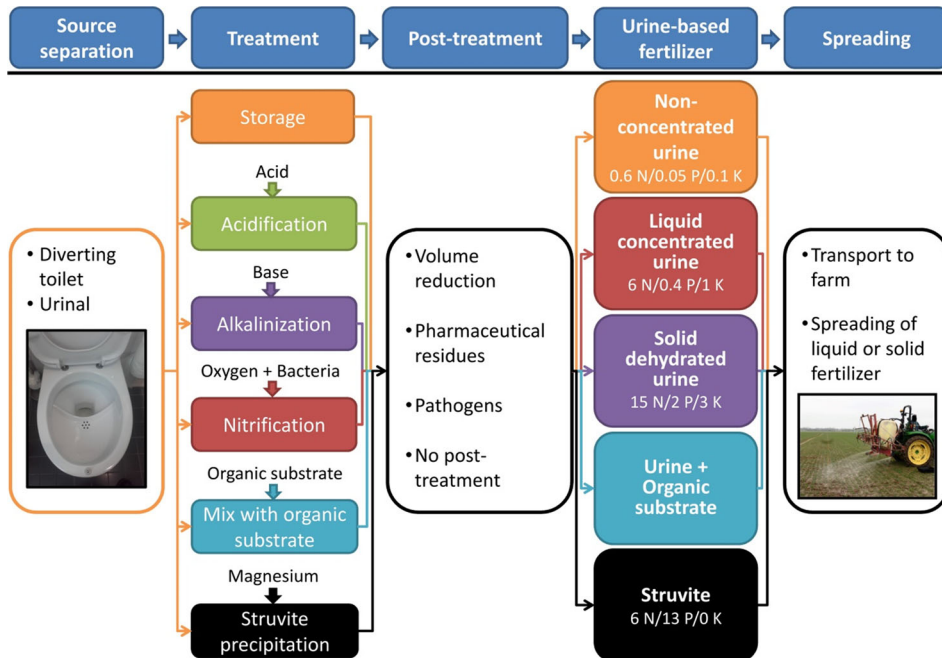 Source
separation
Treatment
Post-treatment
Urine-based
fertilizer
Spreading
• Diverting
toilet
• Urinal
Storage
Acid
Acidification
Base
Alkalinization
Oxygen + Bacteria
Nitrification
Organic substrate
Mix with organic
substrate
Magnesium
Struvite
precipitation
•Volume
reduction
•Pharmaceutical
residues
•Pathogens
•No post-
treatment
Non-
concentrated
urine
0.6 N/0.05 P/0.1 K
Liquid
concentrated
urine
6 N/0.4 P/1 K
Solid
dehydrated
urine
15 N/2 P/3 K
Urine +
Organic
substrate
Struvite
6 N/13 P/0 K
• Transport to
farm
• Spreading of
liquid or solid
fertilizer